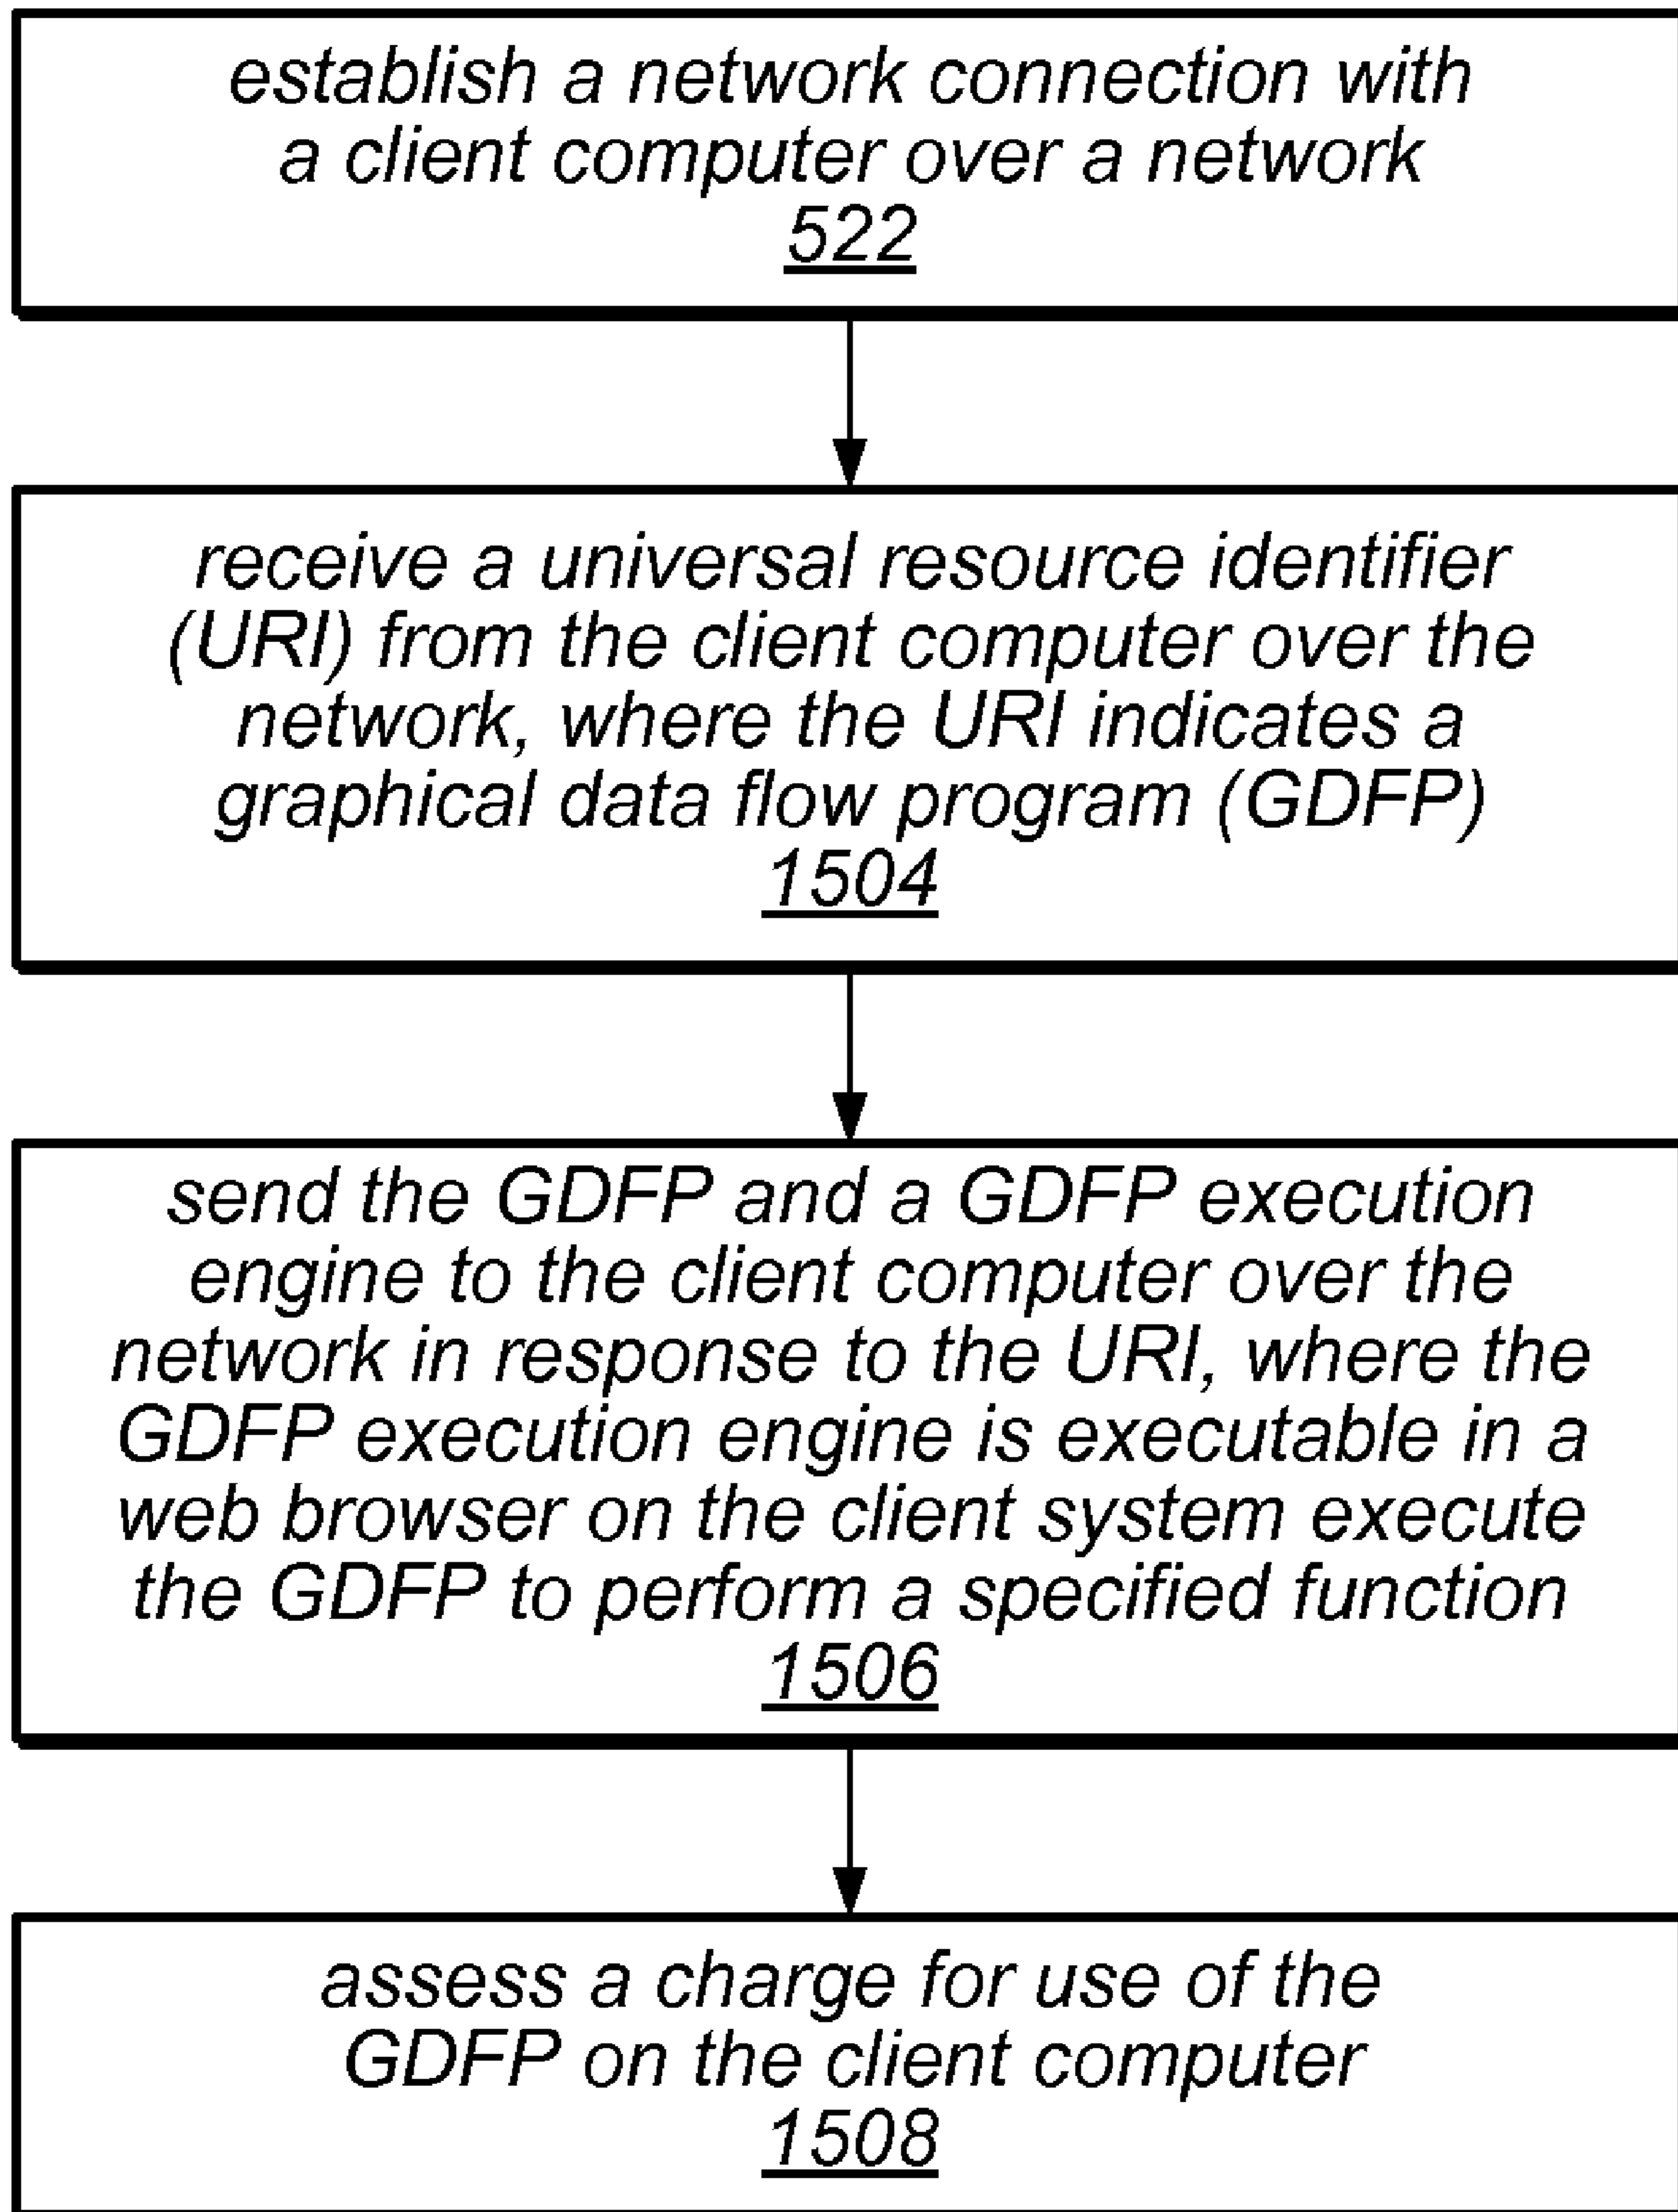 establish a network connection with
a client computer over a network
522
receive a universal resource identifier
(URI) from the client computer over the
network, where the URI indicates a
graphical data flow program (GDFP)
1504
send the GDFP and a GDFP execution
engine to the client computer over the
network in response to the URI, where the
GDFP execution engine is executable in a
web browser on the client system execute
the GDFP to perform a specified function
1506
assess a charge for use of the
GDFP on the client computer
1508